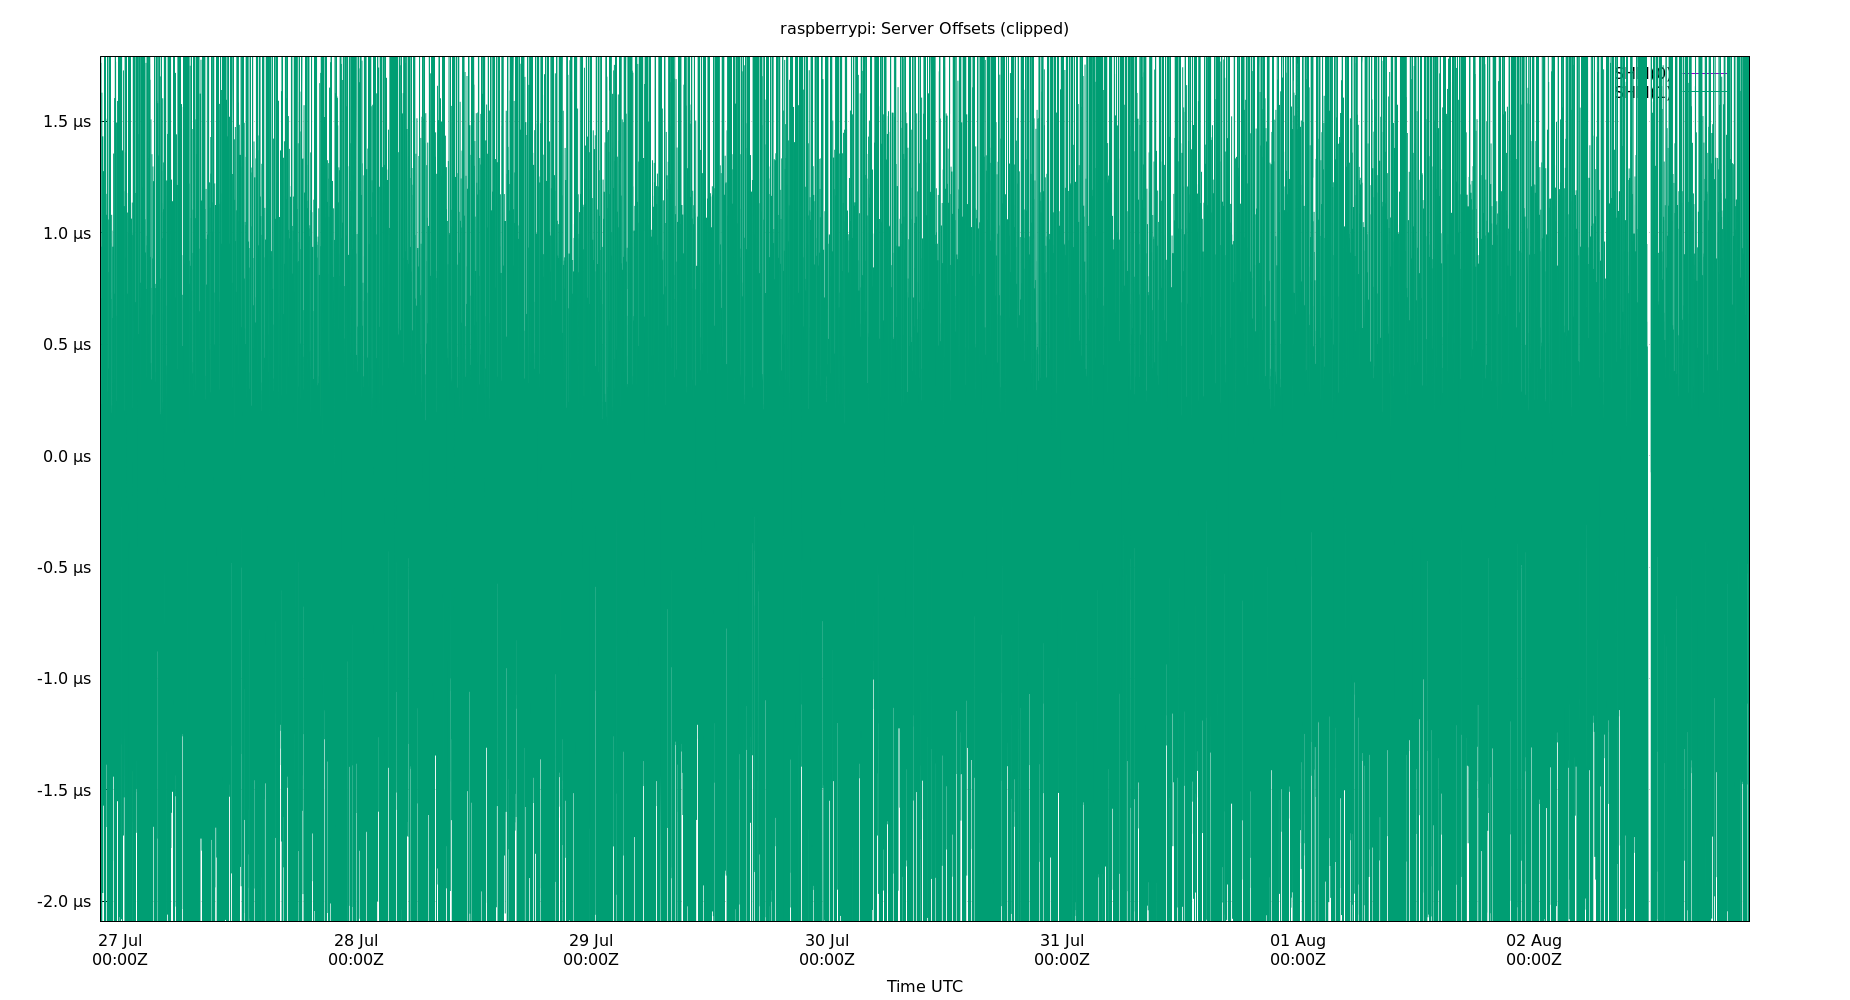 raspberrypi: Server Offsets (clipped)
1.5 µs
1.0 µs
0.5 µs
0.0 µs
-0.5 µs
-1.0 µs
-1.5 µs
-2.0 µs
27 Jul 28 Jul 29 Jul 30 Jul 31 Jul 01 Aug 02 Aug
00:00Z 00:00Z 00:00Z 00:00Z 00:00Z 00:00Z 00:00Z
Time UTC